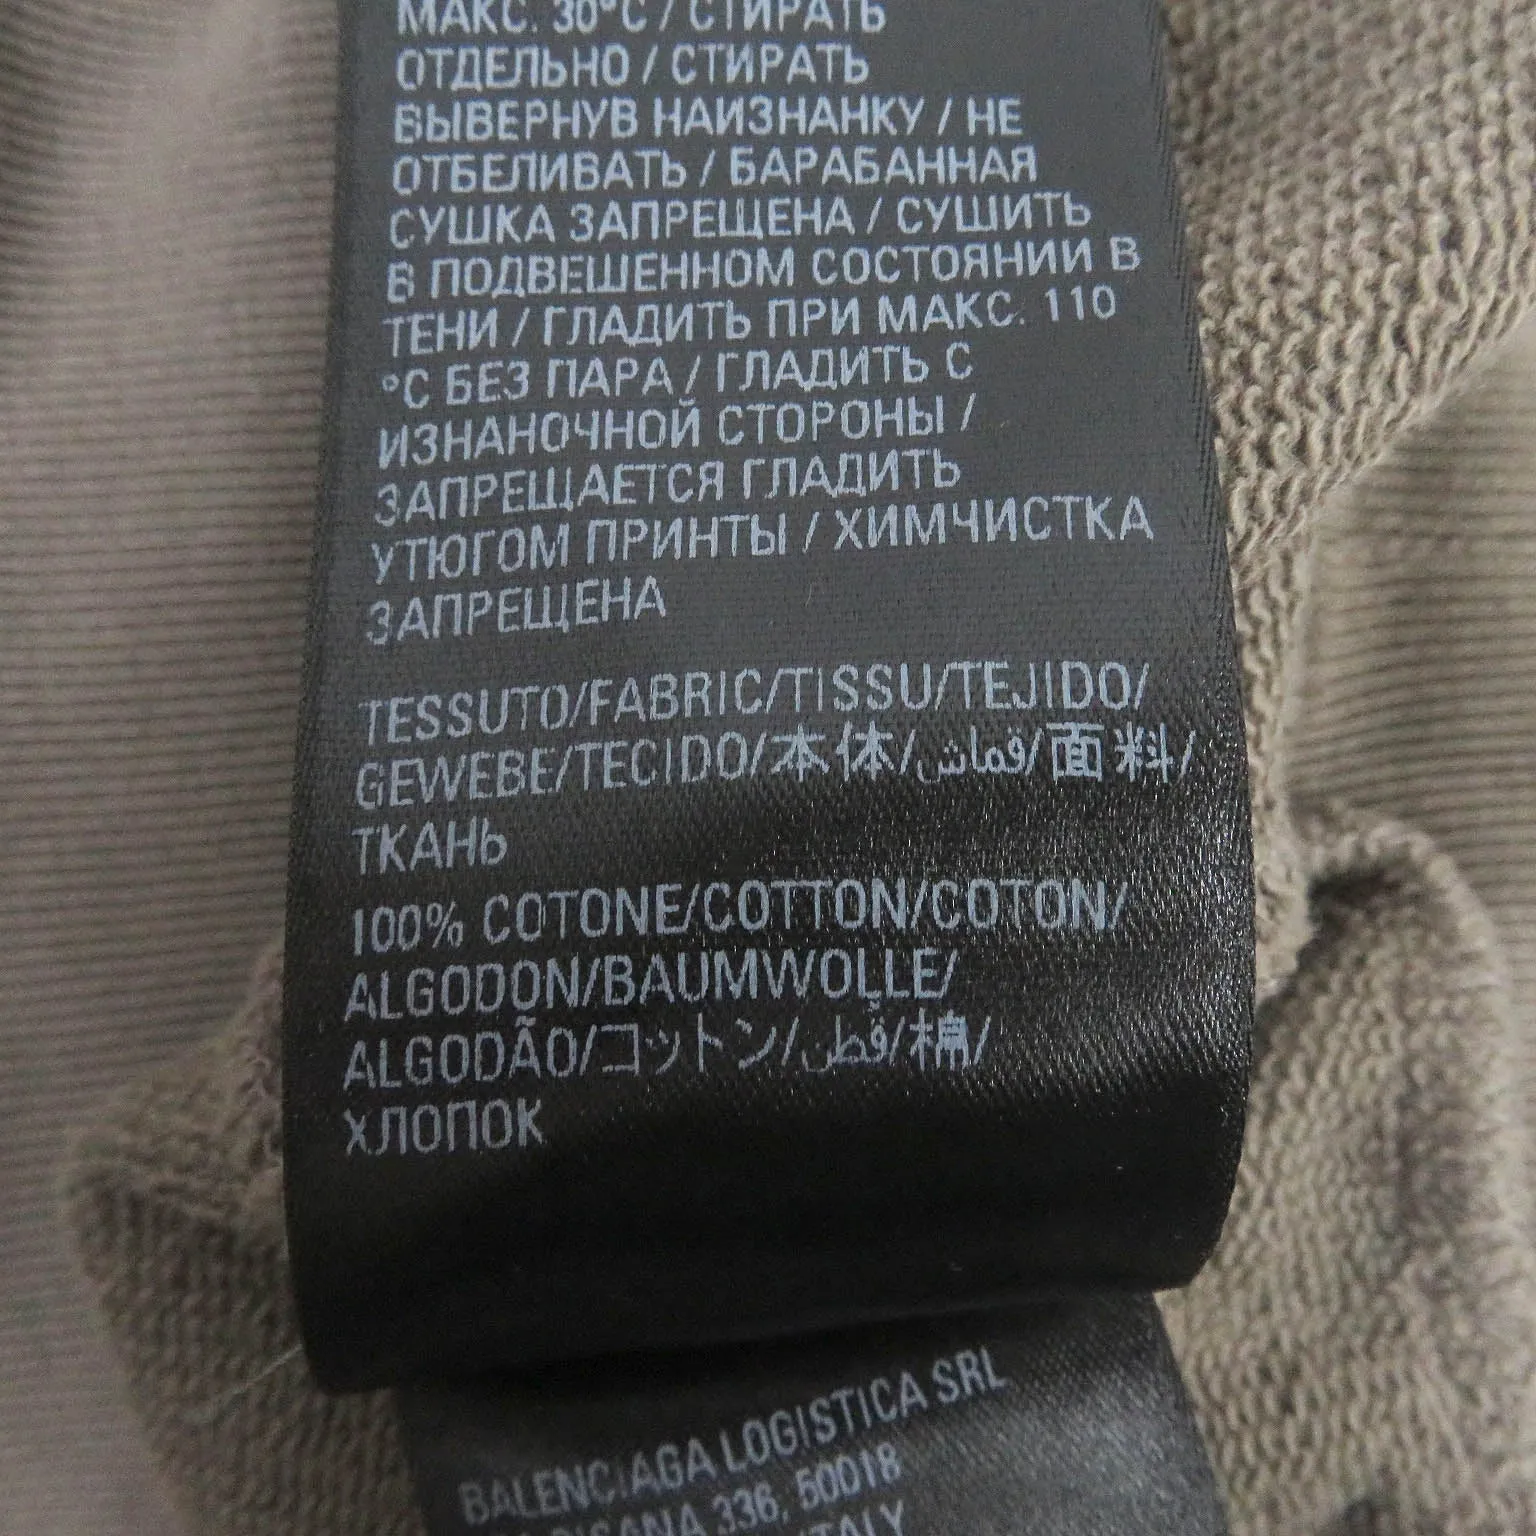 МАКС. 30°C / СТИРАТЬ
ОТДЕЛЬНО / СТИРАТЬ
ВЫВЕРНУВ НАИЗНАНКУ / НЕ
ОТБЕЛИВАТЬ / БАРАБАННАЯ
СУШКА ЗАПРЕЩЕНА / СУШИТЬ
В ПОДВЕШЕННОМ СОСТОЯНИИ В
ТЕНИ / ГЛАДИТЬ ПРИ МАКС. 110
°C БЕЗ ПАРА / ГЛАДИТЬ С
ИЗНАНОЧНОЙ СТОРОНЫ /
ЗАПРЕЩАЕТСЯ ГЛАДИТЬ
УТЮГОМ ПРИНТЫ / ХИМЧИСТКА
ЗАПРЕЩЕНА
TESSUTO/FABRIC/TISSU/TEJIDO/
GEWEBE/TECIDO/本体/قماش/面料/
ТКАНЬ
100% COTONE/COTTON/COTON/
ALGODON/BAUMWOLLE/
ALGODÃO/コットン/قطن/棉/
ХЛОПОК
BALENCIAGA LOGISTICA SRL
336, 50018
ITALY